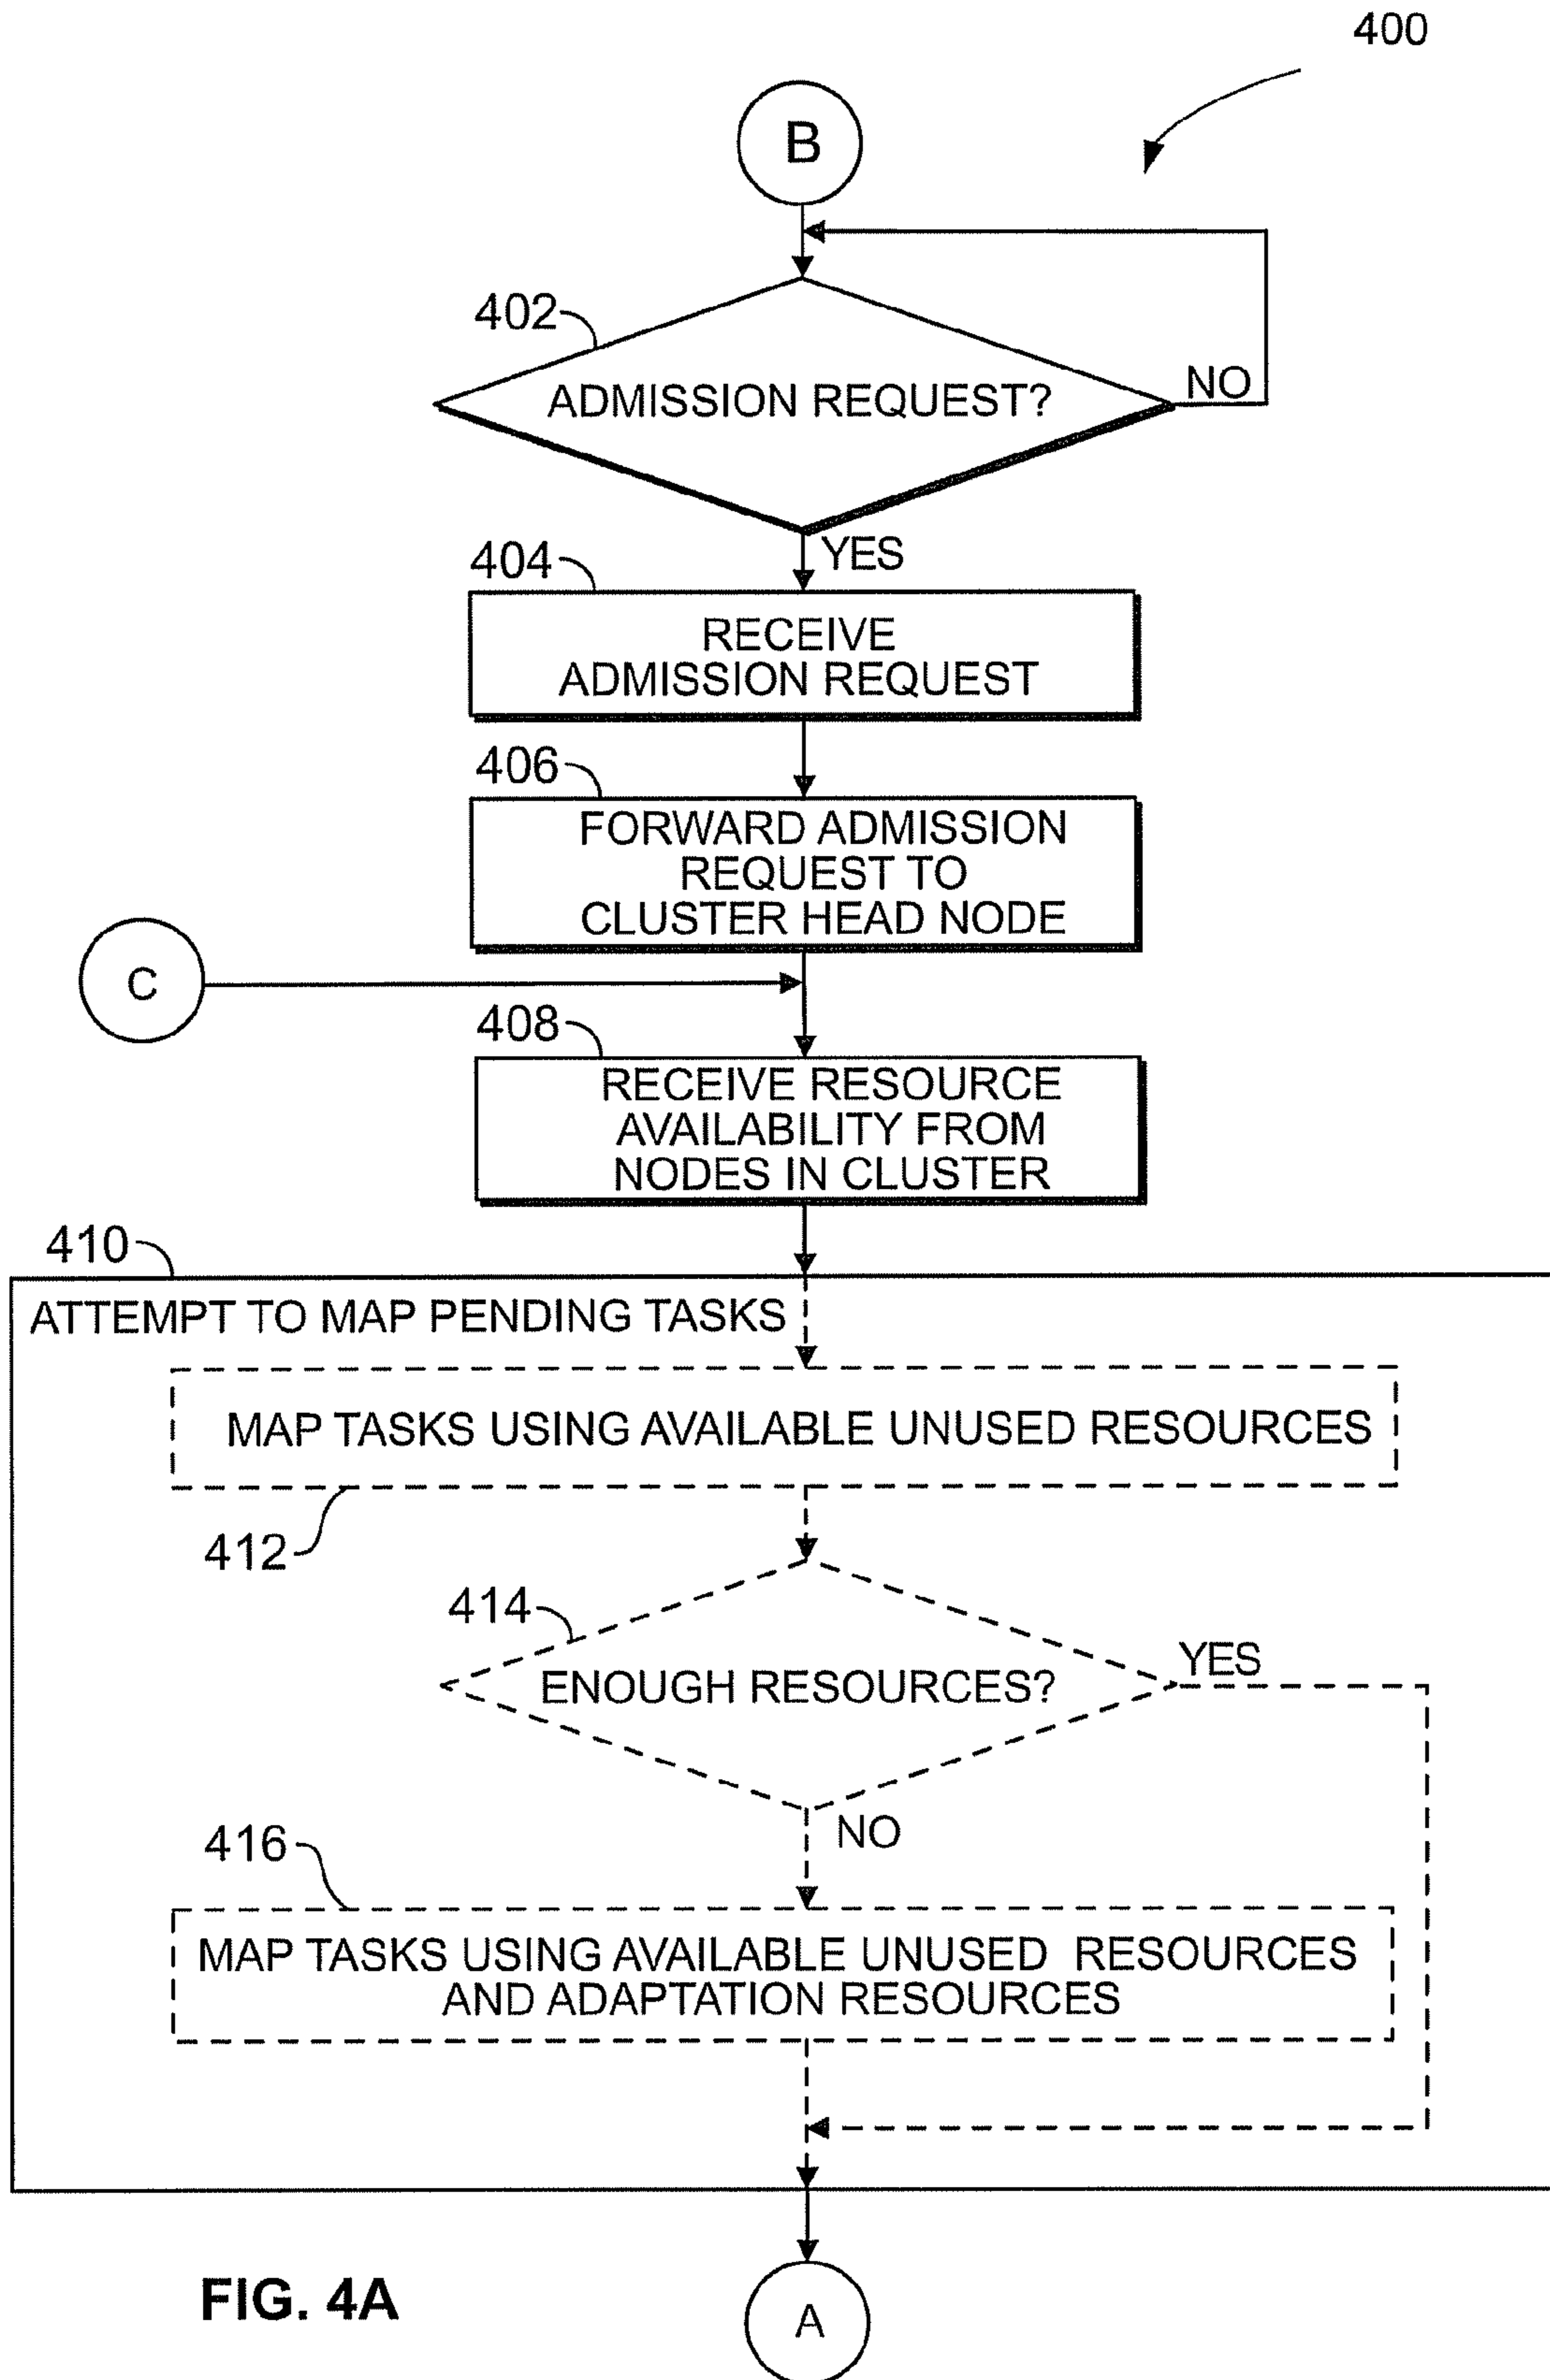 400
B
402
ADMISSION REQUEST?
NO
YES
404
RECEIVE
ADMISSION REQUEST
406
FORWARD ADMISSION
REQUEST TO
CLUSTER HEAD NODE
C
408
RECEIVE RESOURCE
AVAILABILITY FROM
NODES IN CLUSTER
410
ATTEMPT TO MAP PENDING TASKS
MAP TASKS USING AVAILABLE UNUSED RESOURCES
412
414
ENOUGH RESOURCES?
YES
NO
416
MAP TASKS USING AVAILABLE UNUSED RESOURCES
AND ADAPTATION RESOURCES
FIG. 4A
A